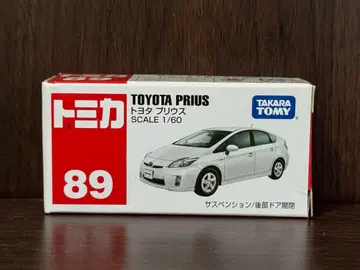 トミカ
89
TOYOTA PRIUS
トヨタ プリウス
SCALE 1/60
TAKARA
TOMY
サスペンション/後部ドア開閉